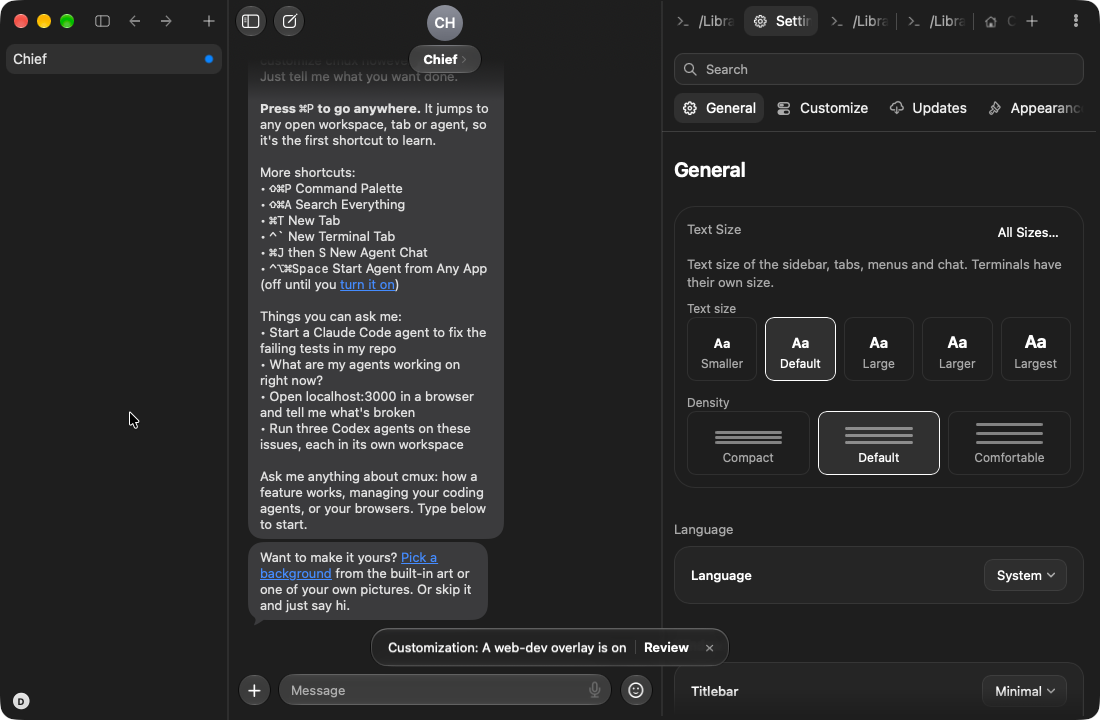 Chief
D
CH
Chief
Just tell me what you want done.
Press ⌘P to go anywhere. It jumps to
any open workspace, tab or agent, so
it's the first shortcut to learn.
More shortcuts:
• ⇧⌘P Command Palette
• ⇧⌘A Search Everything
• ⌘T New Tab
• ^` New Terminal Tab
• ⌘J then S New Agent Chat
• ^⌥⌘Space Start Agent from Any App
(off until you turn it on)
Things you can ask me:
• Start a Claude Code agent to fix the
failing tests in my repo
• What are my agents working on
right now?
• Open localhost:3000 in a browser
and tell me what's broken
• Run three Codex agents on these
issues, each in its own workspace
Ask me anything about cmux: how a
feature works, managing your coding
agents, or your browsers. Type below
to start.
Want to make it yours? Pick a
background from the built-in art or
one of your own pictures. Or skip it
and just say hi.
Customization: A web-dev overlay is on Review ×
Message
/Libra
Settir
/Libra
/Libra
Search
General Customize Updates Appearanc
General
Text Size
All Sizes...
Text size of the sidebar, tabs, menus and chat. Terminals have
their own size.
Text size
Aa Aa Aa Aa Aa
Smaller Default Large Larger Largest
Density
Compact Default Comfortable
Language
Language System
Titlebar Minimal